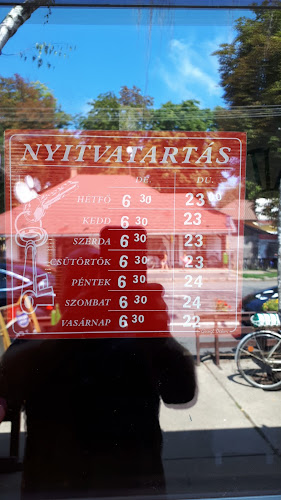 NYITVATARTÁS
DE. DU.
HÉTFŐ 6 30 23 00
KEDD 6 30 23
SZERDA 6 30 23
CSÜTÖRTÖK 6 30 23
PÉNTEK 6 30 24
SZOMBAT 6 30 24
VASÁRNAP 6 30 23